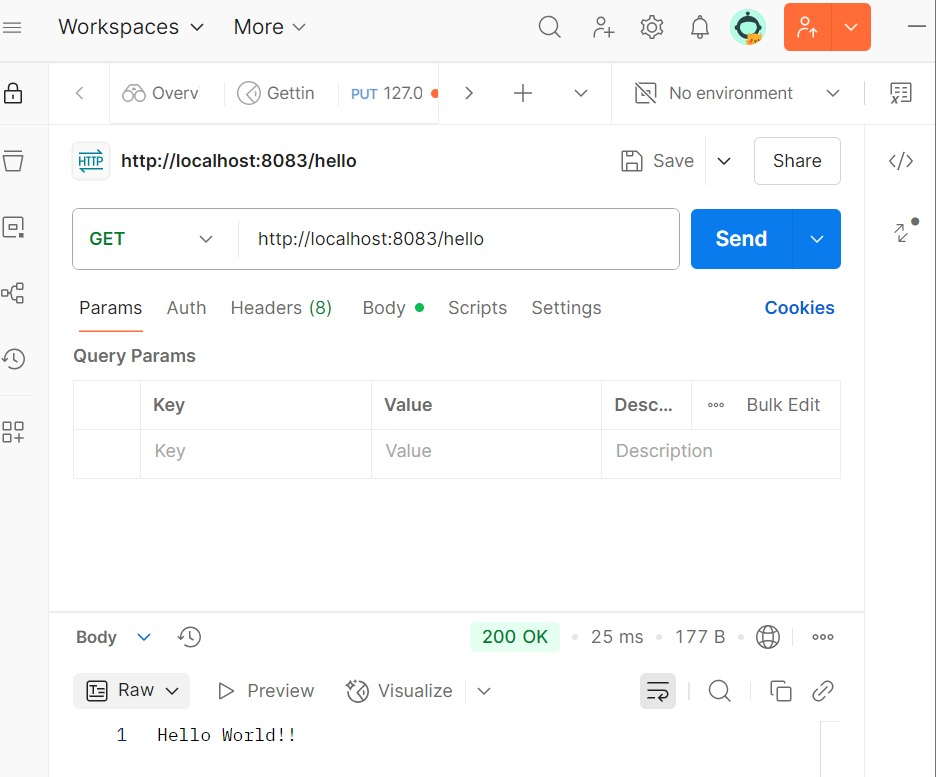 Workspaces More
Overv Gettin PUT 127.0 No environment
HTTP http://localhost:8083/hello Save Share
GET http://localhost:8083/hello Send
Params Auth Headers (8) Body Scripts Settings Cookies
Query Params
Key Value Desc... Bulk Edit
Key Value Description
Body 200 OK 25 ms 177 B
Raw Preview Visualize
1 Hello World!!